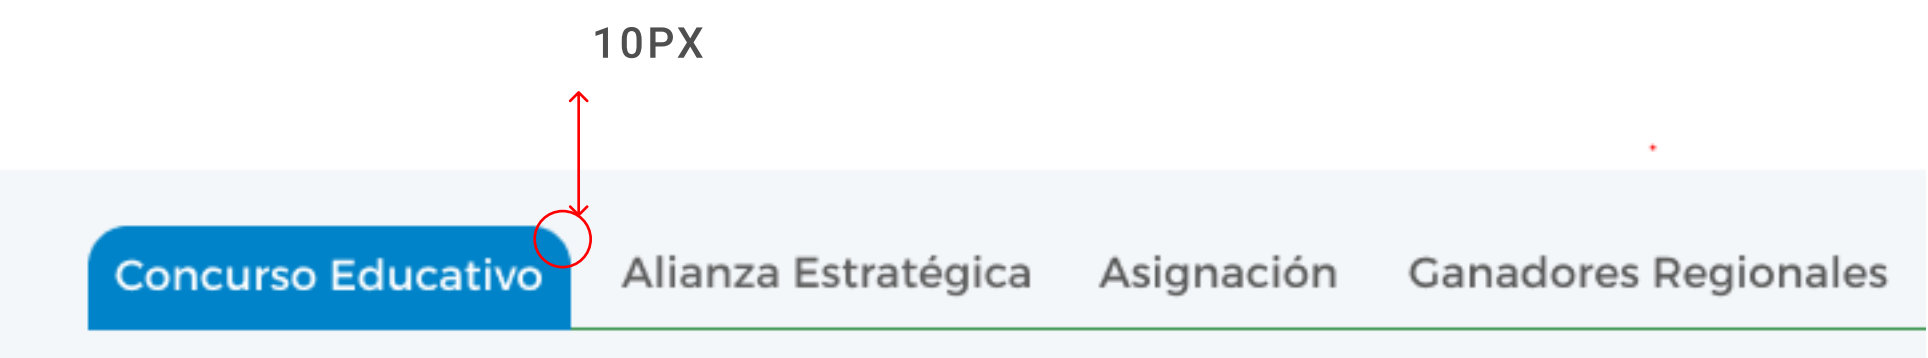 10PX
Concurso Educativo Alianza Estratégica Asignación Ganadores Regionales